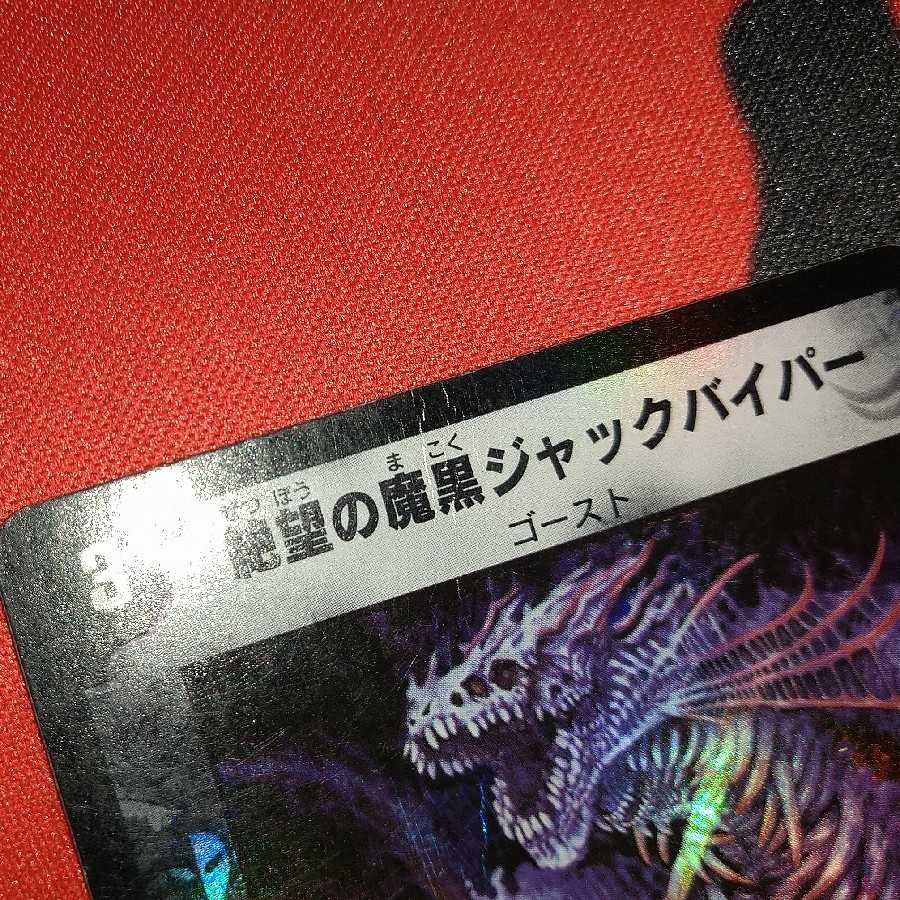 3
ぜつ ぼう ま こく
絶望の魔黒ジャックバイパー
ゴースト